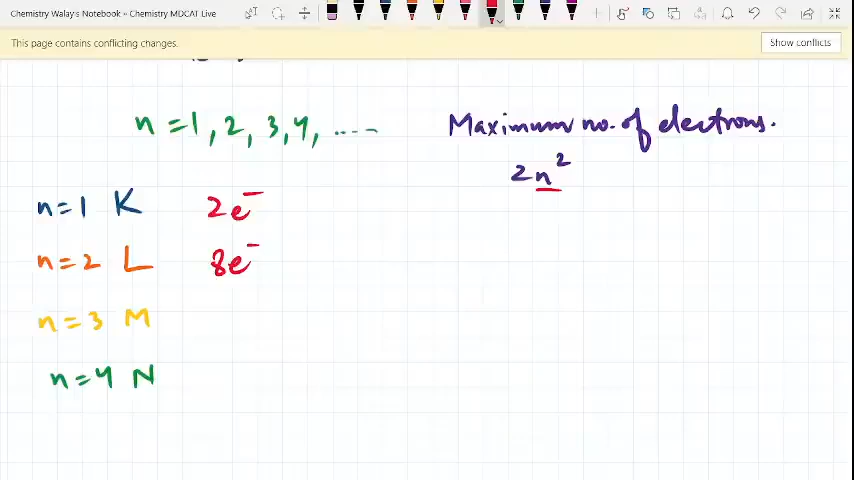 Chemistry Walay's Notebook » Chemistry MDCAT Live
This page contains conflicting changes.
Show conflicts
n = 1, 2, 3, 4, ....
Maximum no. of electrons.
2n²
n=1 K 2e⁻
n=2 L 8e⁻
n=3 M
n=4 N